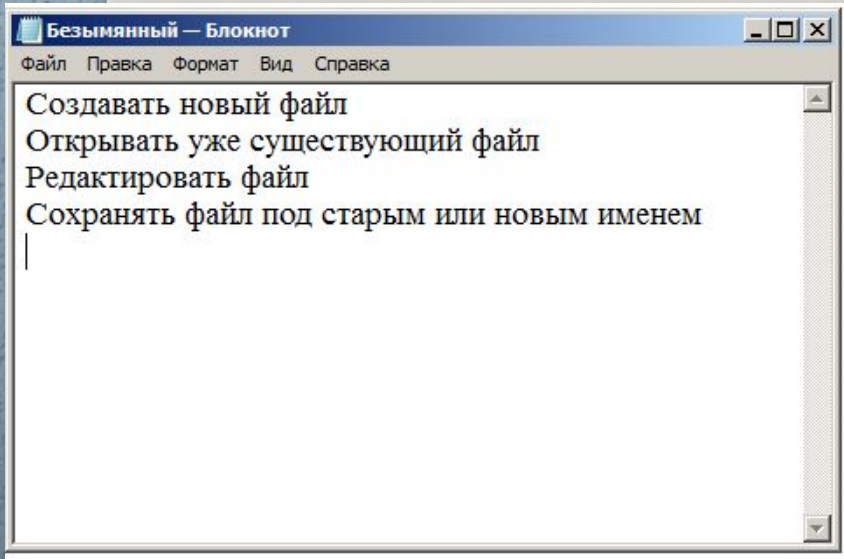 Безымянный — Блокнот
Файл Правка Формат Вид Справка
Создавать новый файл
Открывать уже существующий файл
Редактировать файл
Сохранять файл под старым или новым именем